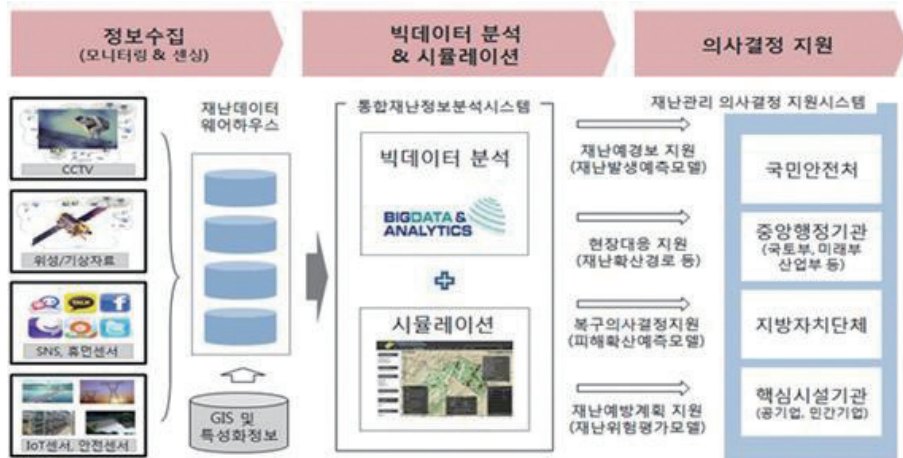 정보수집
(모니터링 & 센싱)
빅데이터 분석
& 시뮬레이션
의사결정 지원
CCTV
위성/기상자료
SNS, 휴먼센서
IoT센서, 안전센서
재난데이터
웨어하우스
GIS 및
특성화정보
통합재난정보분석시스템
빅데이터 분석
BIGDATA &
ANALYTICS
시뮬레이션
재난예경보 지원
(재난발생예측모델)
현장대응 지원
(재난확산경로 등)
복구의사결정지원
(피해확산예측모델)
재난예방계획 지원
(재난위험평가모델)
재난관리 의사결정 지원시스템
국민안전처
중앙행정기관
(국토부, 미래부
산업부 등)
지방자치단체
핵심시설기관
(공기업, 민간기업)